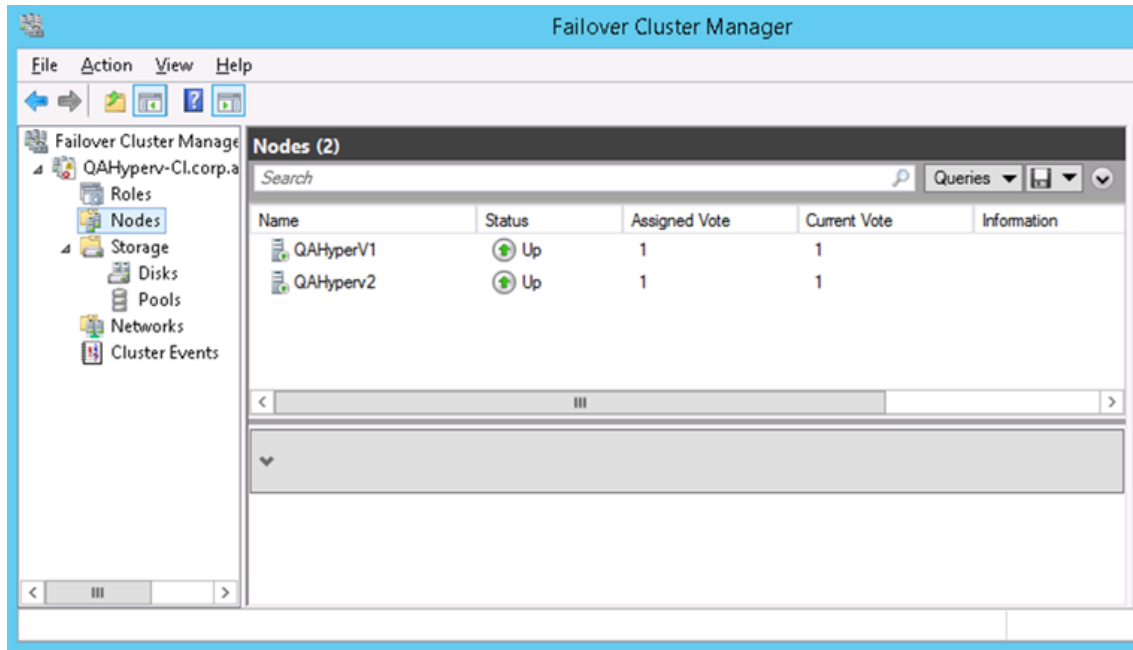 Failover Cluster Manager
File Action View Help
Failover Cluster Manage
QAHyperv-Cl.corp.a
Roles
Nodes
Storage
Disks
Pools
Networks
Cluster Events
Nodes (2)
Search Queries
Name Status Assigned Vote Current Vote Information
QAHyperV1 Up 1 1
QAHyperv2 Up 1 1